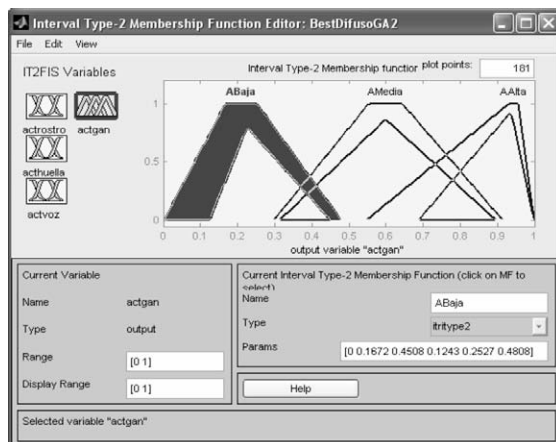 Interval Type-2 Membership Function Editor: BestDifusoGA2
File Edit View
IT2FIS Variables
actrostro
actgan
acthuella
actvoz
Interval Type-2 Membership function plot points: 181
ABaja AMedia AAlta
1
0.5
0
0 0.1 0.2 0.3 0.4 0.5 0.6 0.7 0.8 0.9 1
output variable "actgan"
Current Variable
Name actgan
Type output
Range [0 1]
Display Range [0 1]
Current Interval Type-2 Membership Function (click on MF to
select)
Name ABaja
Type itritype2
Params [0 0.1672 0.4508 0.1243 0.2527 0.4808]
Help
Selected variable "actgan"